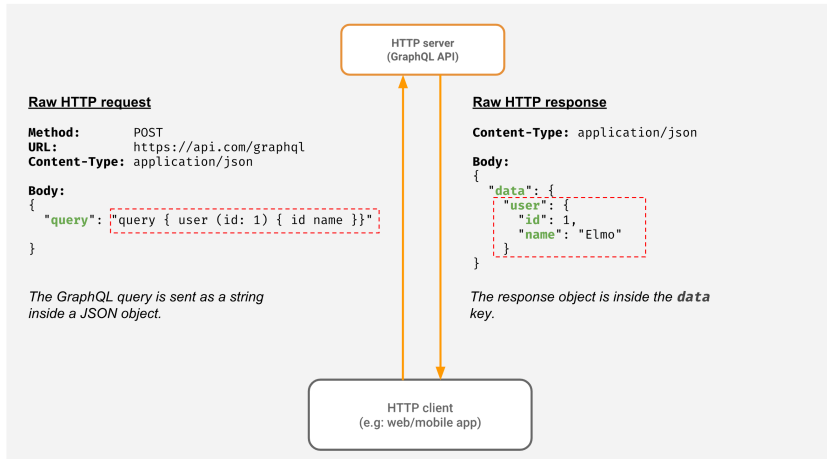 HTTP server
(GraphQL API)
Raw HTTP request
Method: POST
URL: https://api.com/graphql
Content-Type: application/json
Body:
{
"query": "query { user (id: 1) { id name }}"
}
The GraphQL query is sent as a string
inside a JSON object.
Raw HTTP response
Content-Type: application/json
Body:
{
"data": {
"user": {
"id": 1,
"name": "Elmo"
}
}
The response object is inside the data
key.
HTTP client
(e.g: web/mobile app)